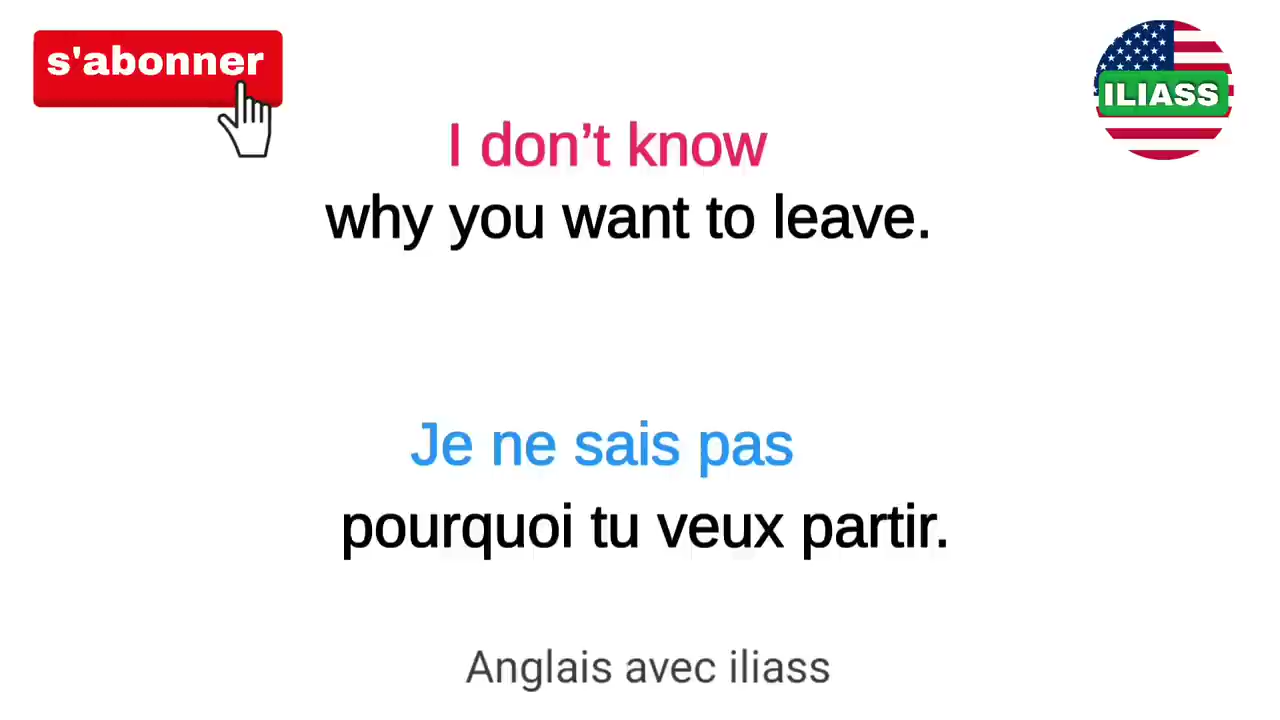 s'abonner
ILIASS
I don’t know
why you want to leave.
Je ne sais pas
pourquoi tu veux partir.
Anglais avec iliass